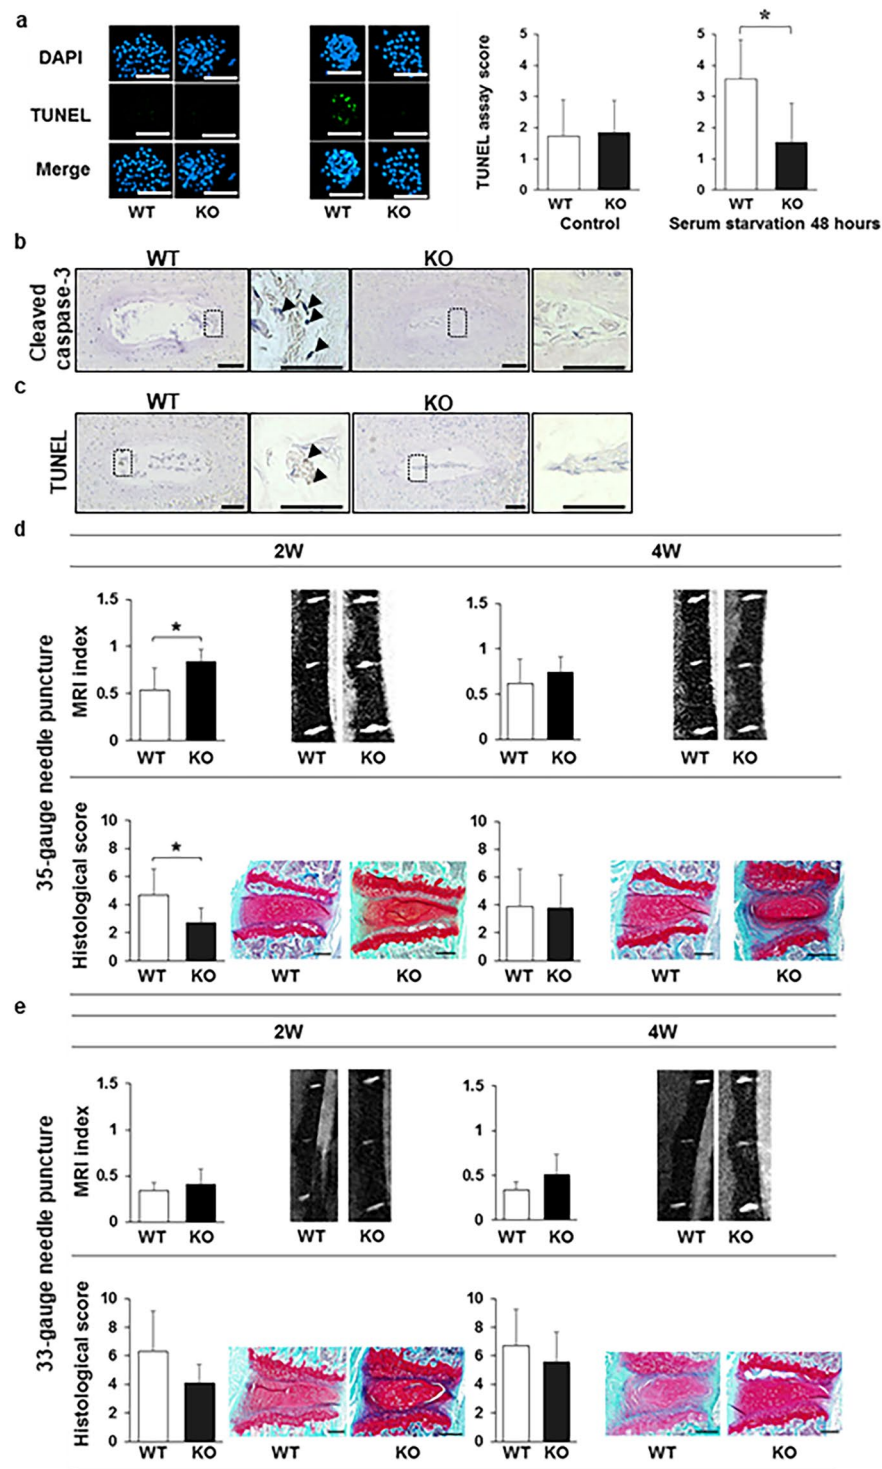 a
DAPI
TUNEL
Merge
WT KO WT KO
TUNEL assay score
5
4
3
2
1
0
WT KO
Control
*
5
4
3
2
1
0
WT KO
Serum starvation 48 hours
b
WT KO
Cleaved
caspase-3
c
WT KO
TUNEL
d
2W 4W
35-gauge needle puncture
MRI index
1.5
1
0.5
0
*
WT KO
WT KO
1.5
1
0.5
0
WT KO
WT KO
Histological score
10
8
6
4
2
0
*
WT KO
WT KO
10
8
6
4
2
0
WT KO
WT KO
e
2W 4W
33-gauge needle puncture
MRI index
1.5
1
0.5
0
WT KO
WT KO
1.5
1
0.5
0
WT KO
WT KO
Histological score
10
8
6
4
2
0
WT KO
WT KO
10
8
6
4
2
0
WT KO
WT KO